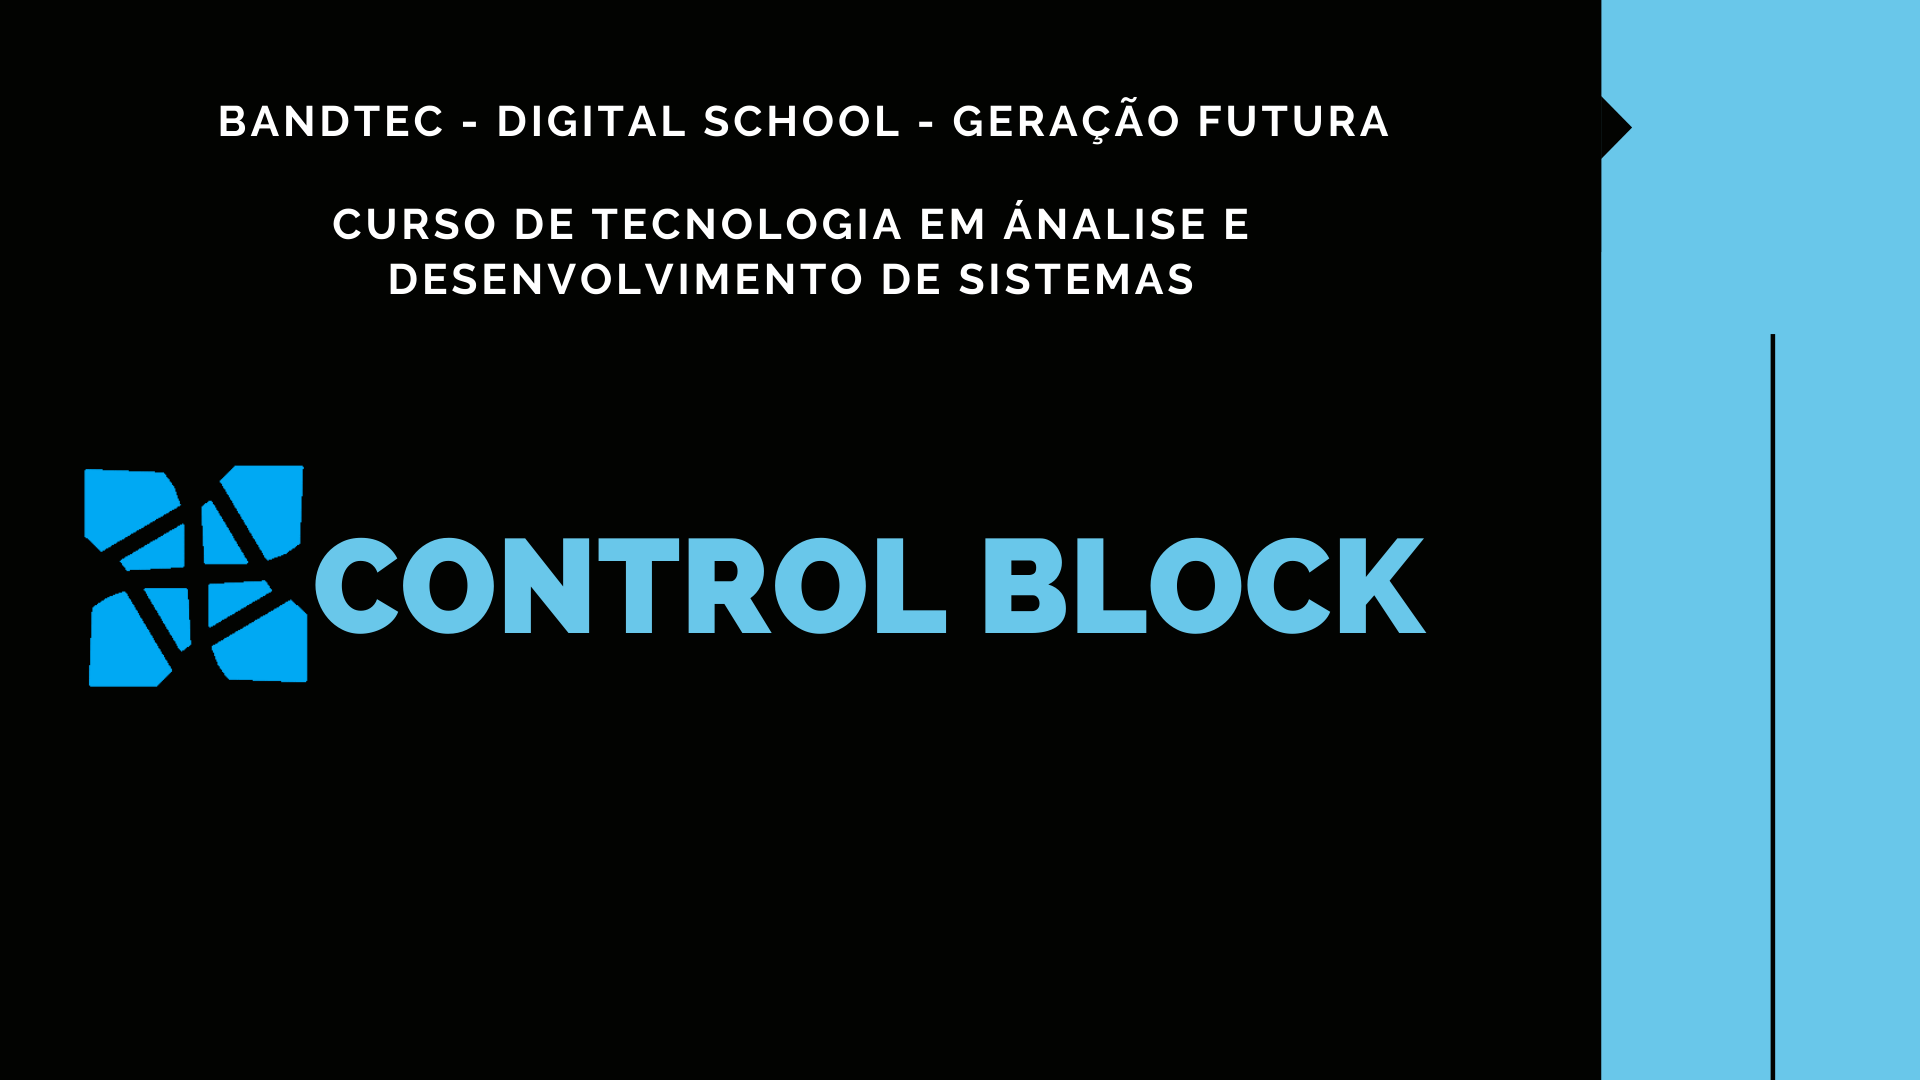 BANDTEC - DIGITAL SCHOOL - GERAÇÃO FUTURA
CURSO DE TECNOLOGIA EM ÁNALISE E
DESENVOLVIMENTO DE SISTEMAS
CONTROL BLOCK